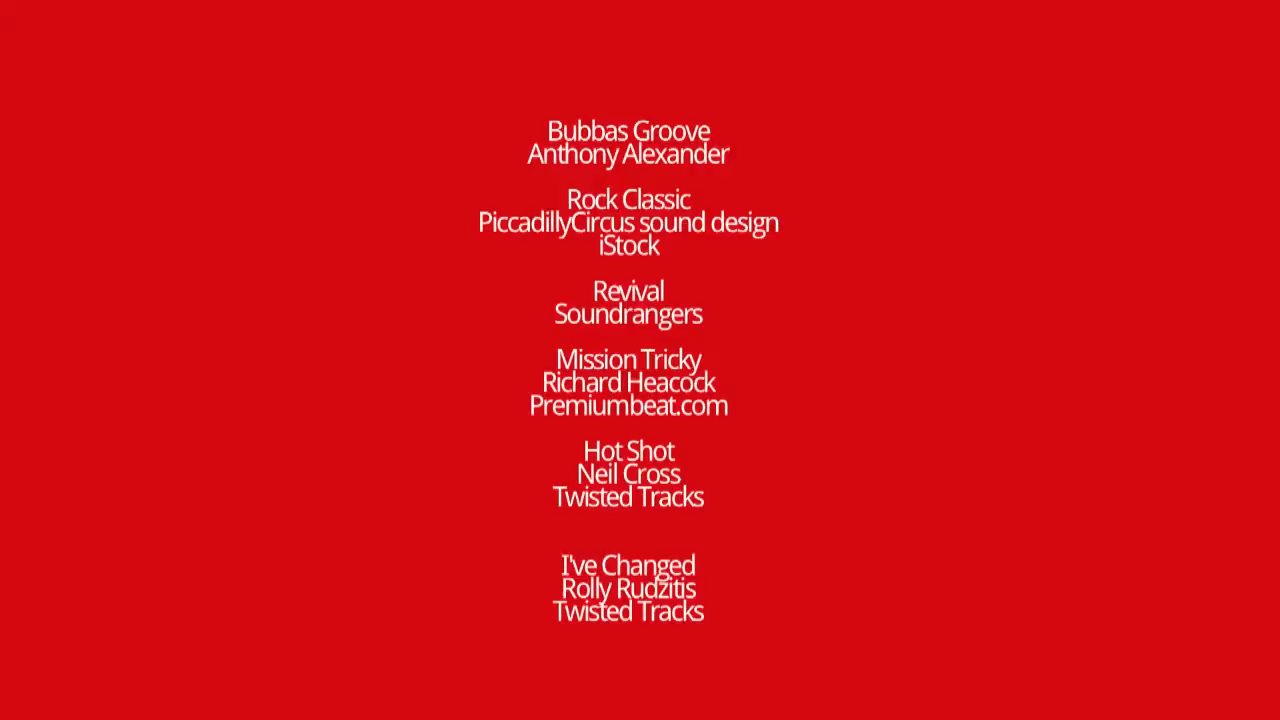 Bubbas Groove
Anthony Alexander
Rock Classic
PiccadillyCircus sound design
iStock
Revival
Soundrangers
Mission Tricky
Richard Heacock
Premiumbeat.com
Hot Shot
Neil Cross
Twisted Tracks
I've Changed
Rolly Rudzitis
Twisted Tracks